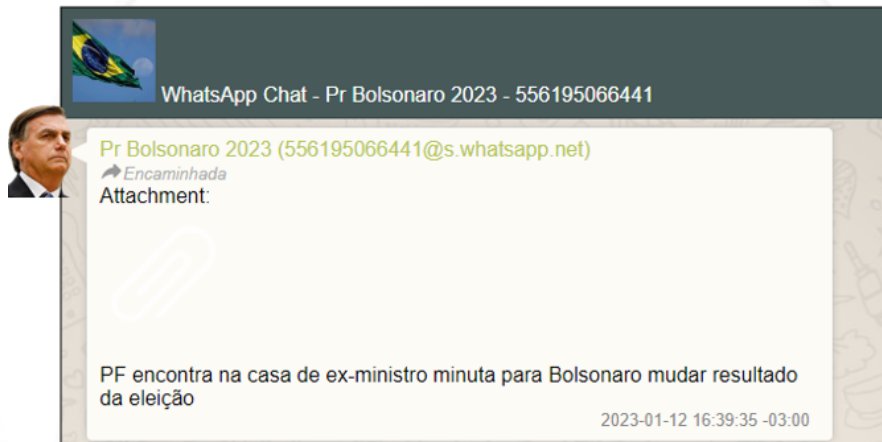 WhatsApp Chat - Pr Bolsonaro 2023 - 556195066441
Pr Bolsonaro 2023 (556195066441@s.whatsapp.net)
Encaminhada
Attachment:
PF encontra na casa de ex-ministro minuta para Bolsonaro mudar resultado
da eleição
2023-01-12 16:39:35 -03:00